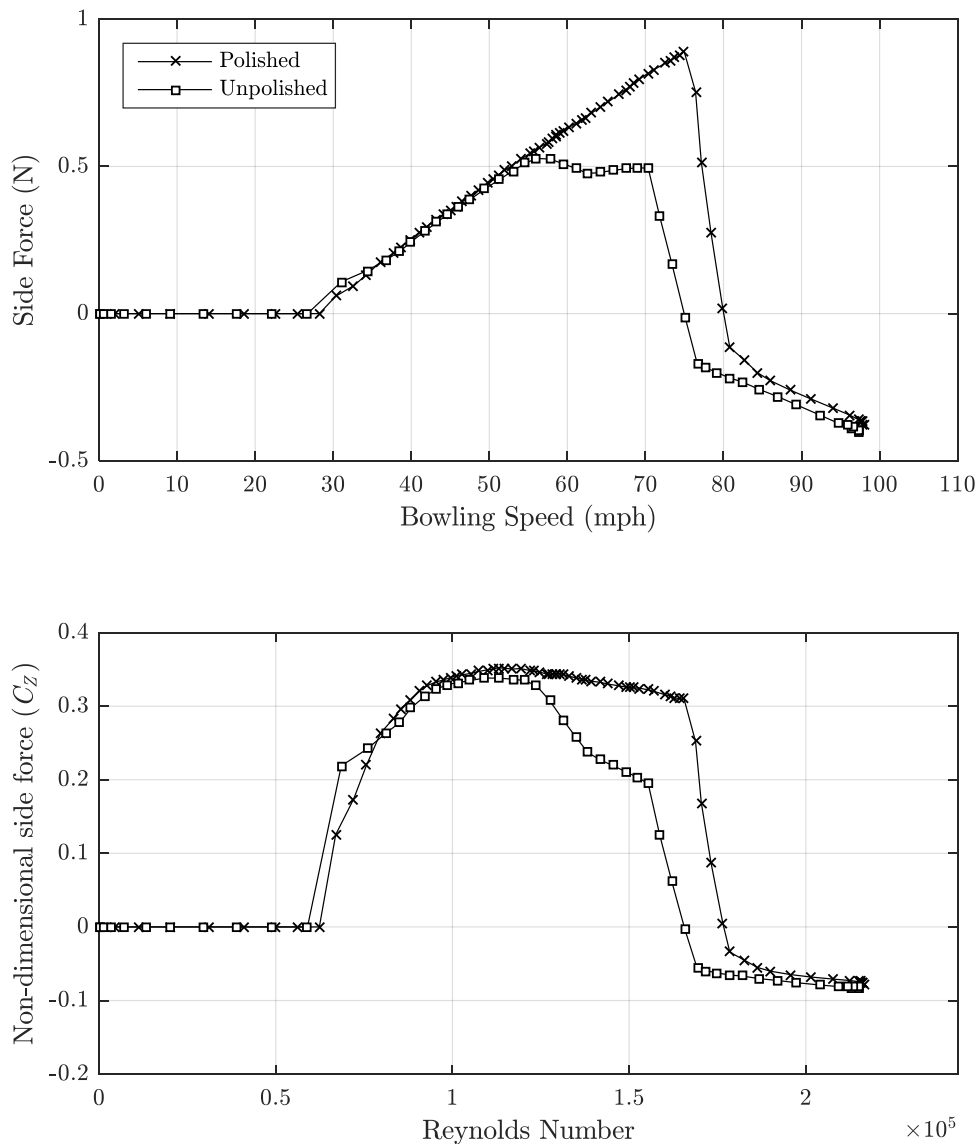 1
0.5
0
-0.5
Side Force (N)
Polished
Unpolished
0 10 20 30 40 50 60 70 80 90 100 110
Bowling Speed (mph)
0.4
0.3
0.2
0.1
0
-0.1
-0.2
Non-dimensional side force (C_Z)
0 0.5 1 1.5 2
×10⁵
Reynolds Number